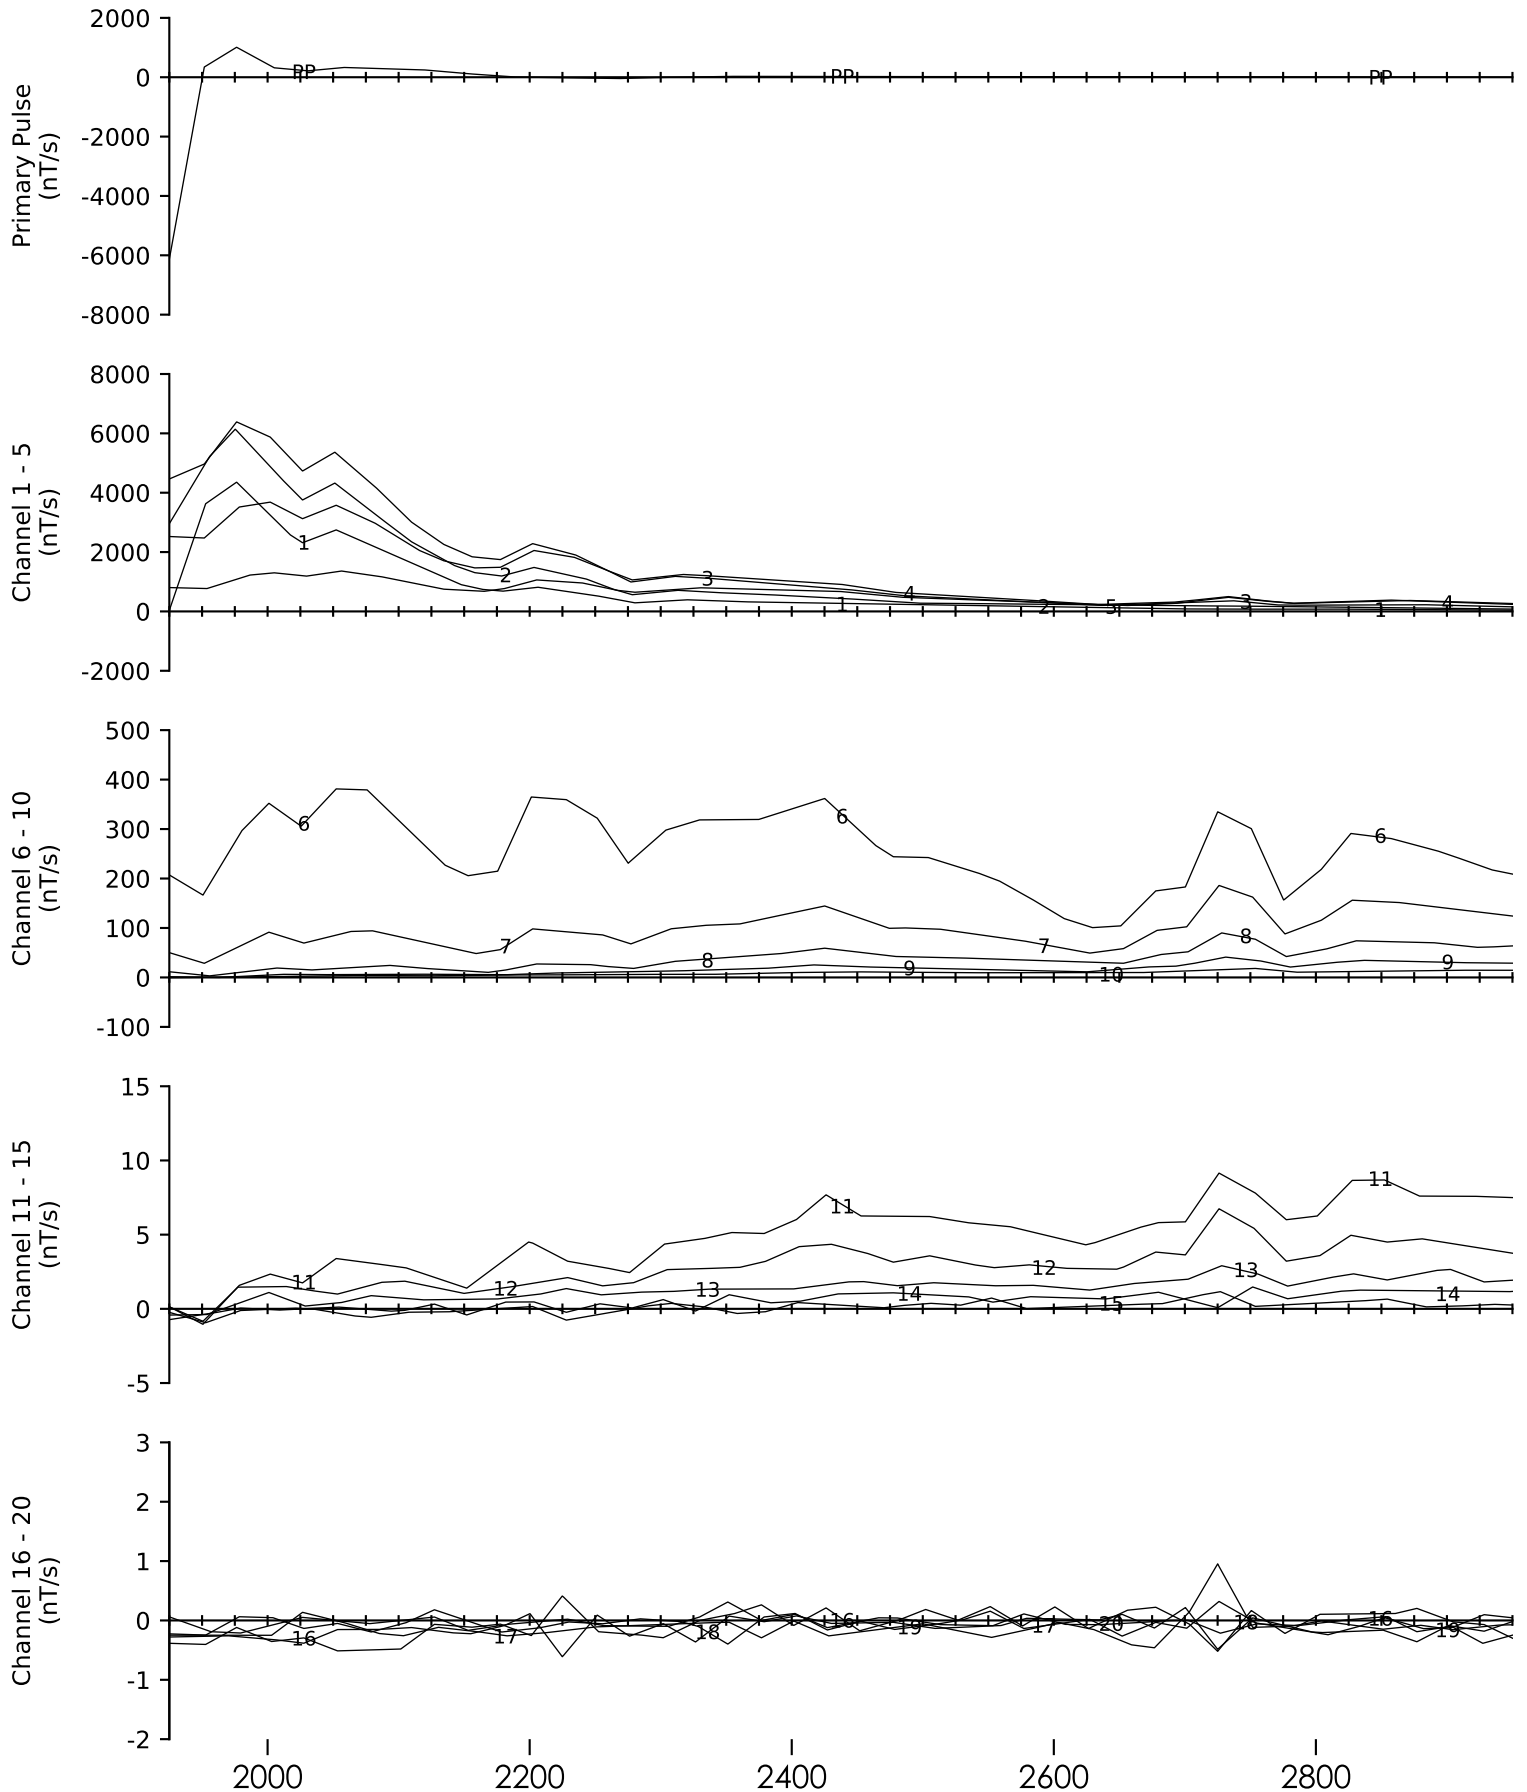 2000
0
-2000
-4000
-6000
-8000
Primary Pulse
(nT/s)
PP PP PP
8000
6000
4000
2000
0
-2000
Channel 1 - 5
(nT/s)
1 2 3 1 4 2 5 3 1 4
500
400
300
200
100
0
-100
Channel 6 - 10
(nT/s)
6 7 8 6 9 7 10 8 6 9
15
10
5
0
-5
Channel 11 - 15
(nT/s)
11 12 13 11 14 12 15 13 11 14
3
2
1
0
-1
-2
Channel 16 - 20
(nT/s)
16 17 18 16 19 17 20 18 16 19
2000 2200 2400 2600 2800